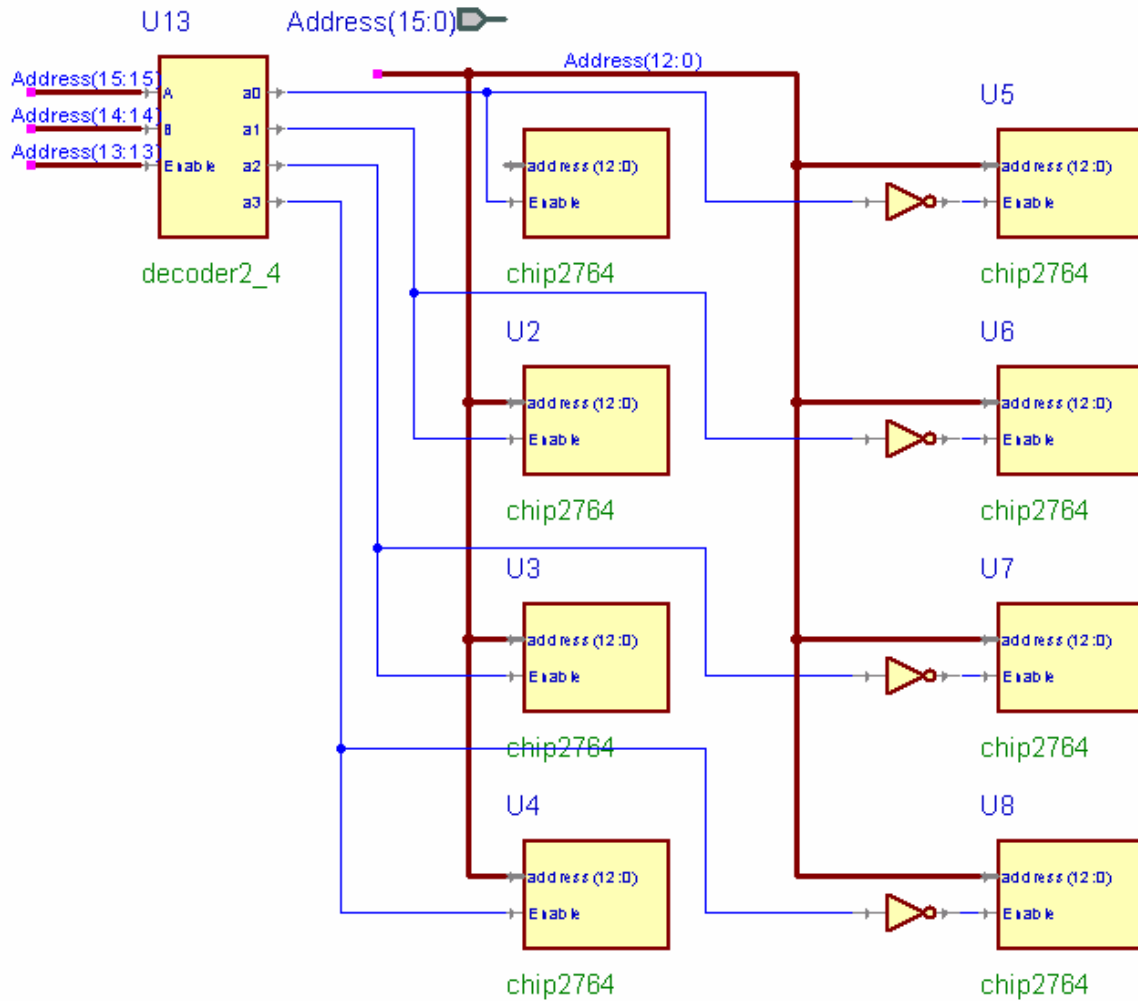 U13
Address(15:0)
Address(12:0)
Address(15:15)
A
a0
Address(14:14)
B
a1
Address(13:13)
Enable
a2
a3
decoder2_4
address(12:0)
Enable
chip2764
U5
address(12:0)
Enable
chip2764
U2
address(12:0)
Enable
chip2764
U6
address(12:0)
Enable
chip2764
U3
address(12:0)
Enable
chip2764
U7
address(12:0)
Enable
chip2764
U4
address(12:0)
Enable
chip2764
U8
address(12:0)
Enable
chip2764